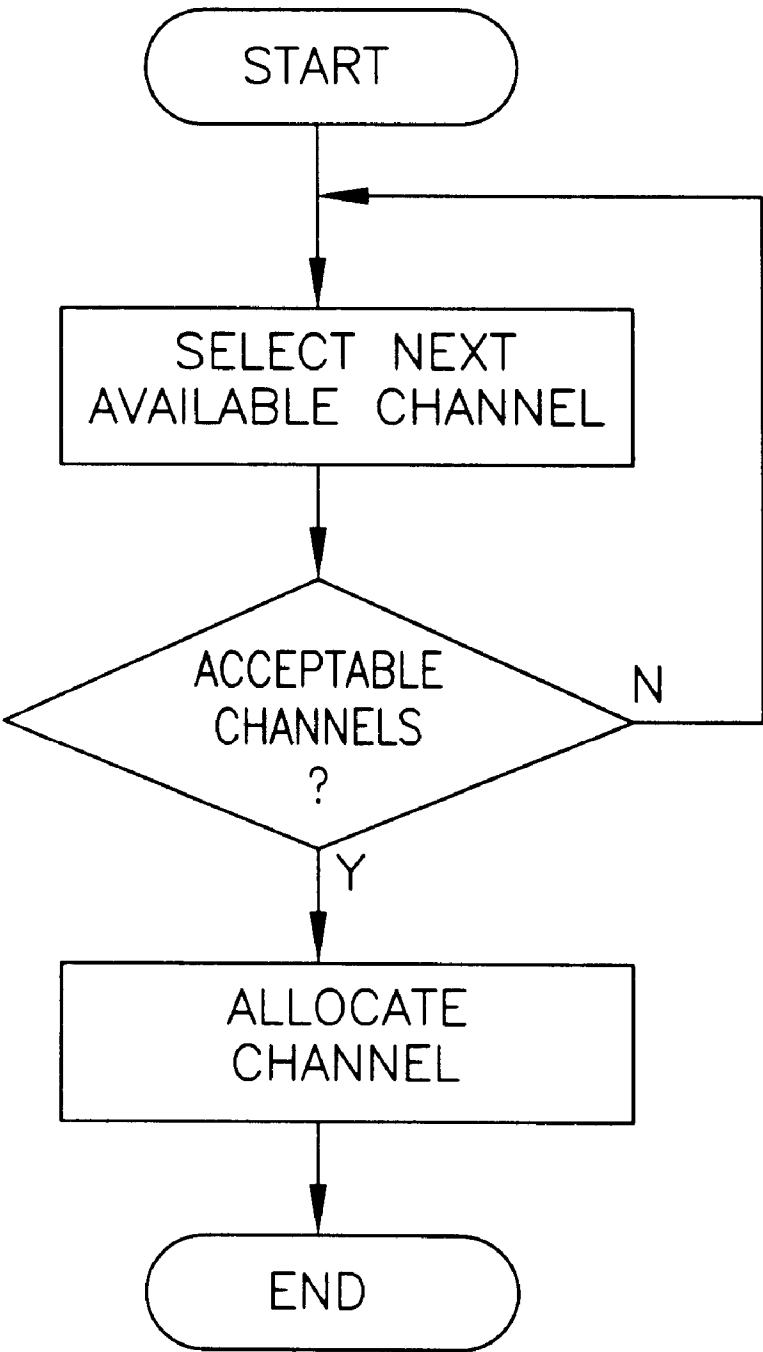 START
SELECT NEXT
AVAILABLE CHANNEL
ACCEPTABLE
CHANNELS
?
N
Y
ALLOCATE
CHANNEL
END